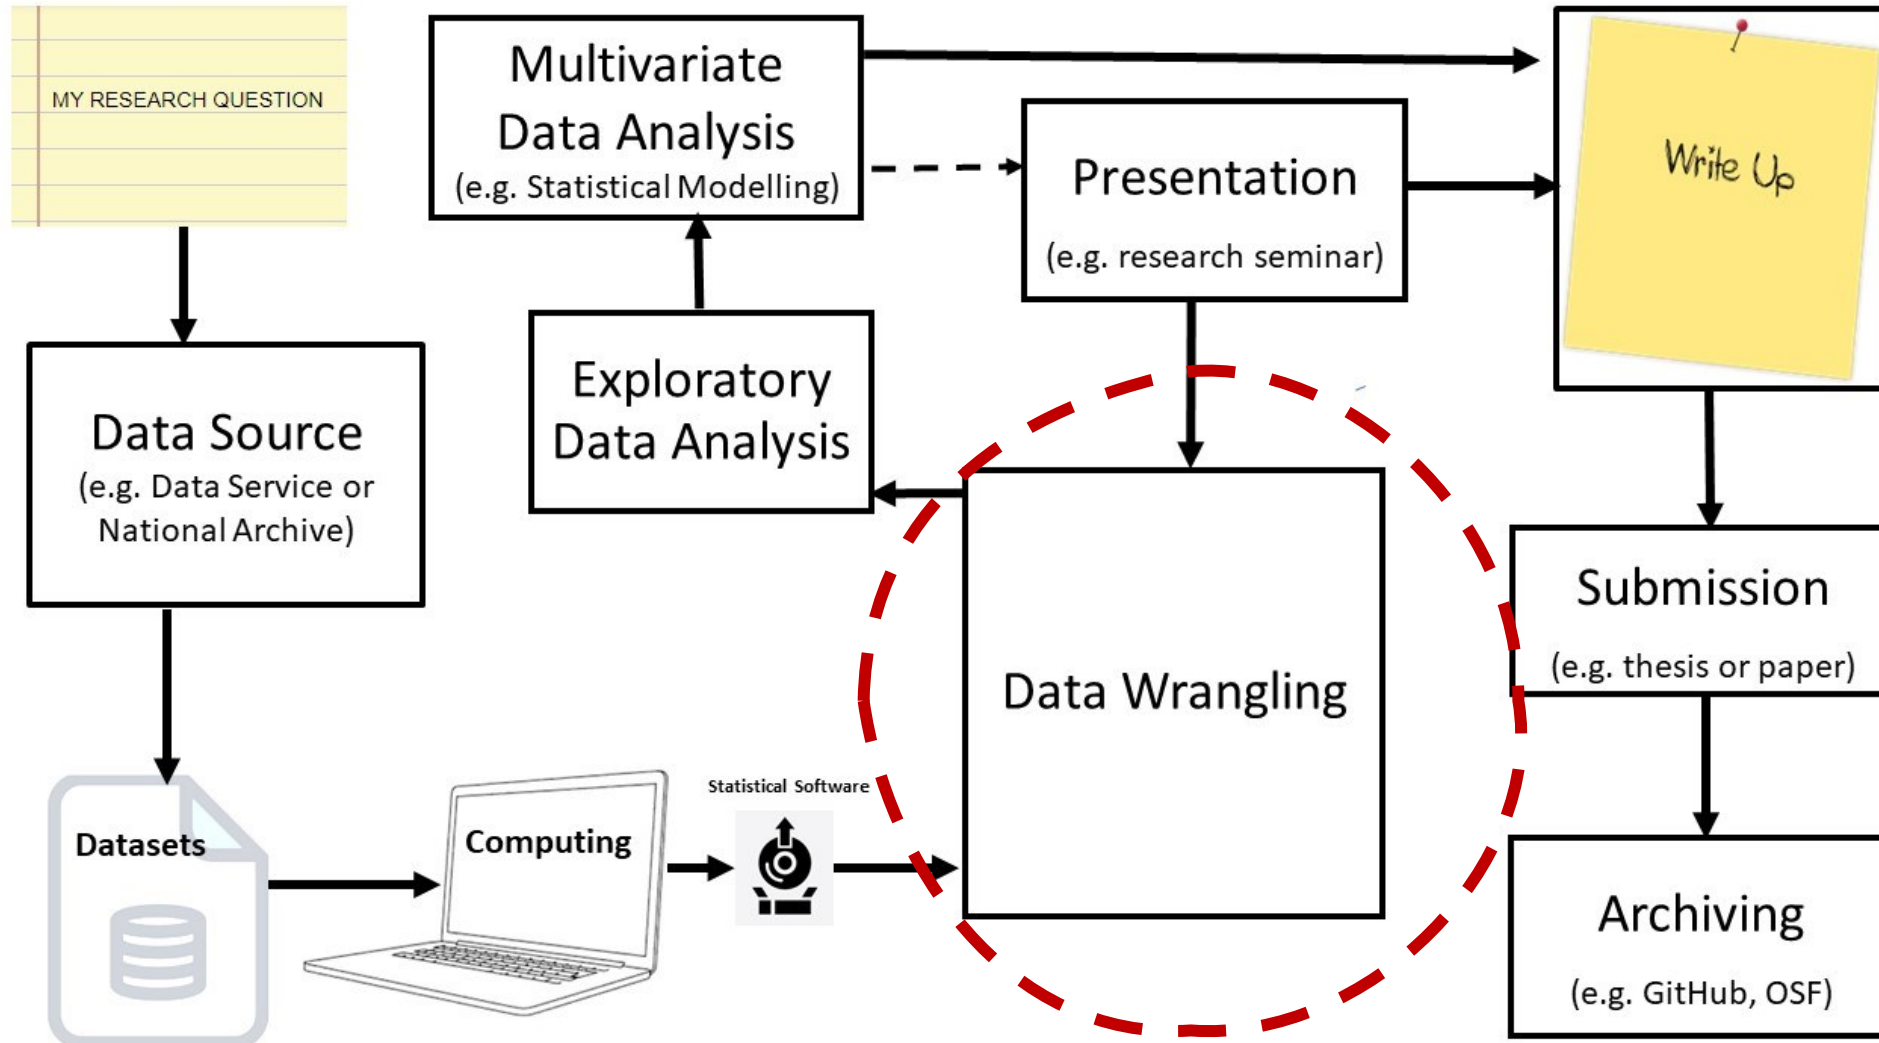 MY RESEARCH QUESTION
Data Source
(e.g. Data Service or
National Archive)
Datasets
Computing
Statistical Software
Data Wrangling
Exploratory
Data Analysis
Multivariate
Data Analysis
(e.g. Statistical Modelling)
Presentation
(e.g. research seminar)
Write Up
Submission
(e.g. thesis or paper)
Archiving
(e.g. GitHub, OSF)